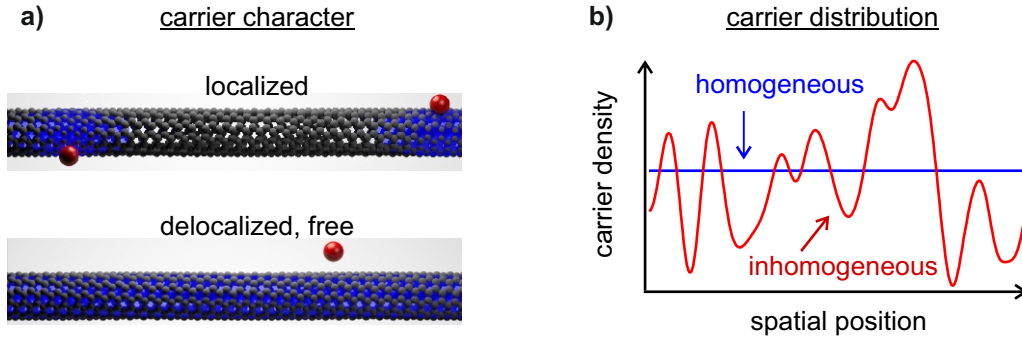 a)
carrier character
localized
delocalized, free
b)
carrier distribution
homogeneous
carrier density
inhomogeneous
spatial position